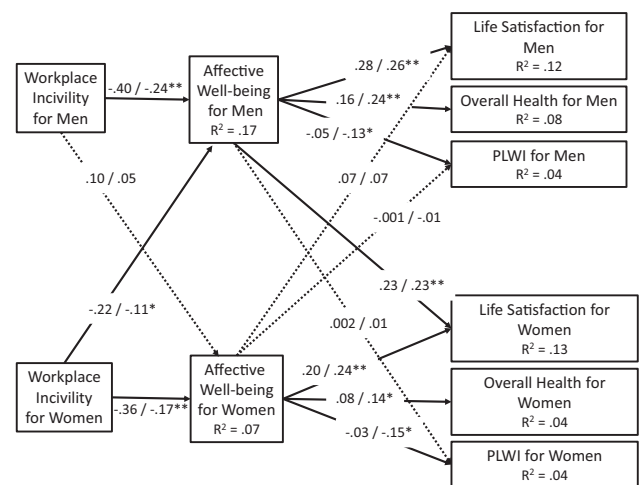 Workplace
Incivility
for Men
-.40 / -.24**
Affective
Well-being
for Men
R² = .17
.28 / .26**
.16 / .24**
-.05 / -.13*
Life Satisfaction for
Men
R² = .12
Overall Health for Men
R² = .08
PLWI for Men
R² = .04
.10 / .05
.07 / .07
-.001 / -.01
-.22 / -.11*
.23 / .23**
.002 / .01
Workplace
Incivility
for Women
-.36 / -.17**
Affective
Well-being
for Women
R² = .07
.20 / .24**
.08 / .14*
-.03 / -.15*
Life Satisfaction for
Women
R² = .13
Overall Health for
Women
R² = .04
PLWI for Women
R² = .04